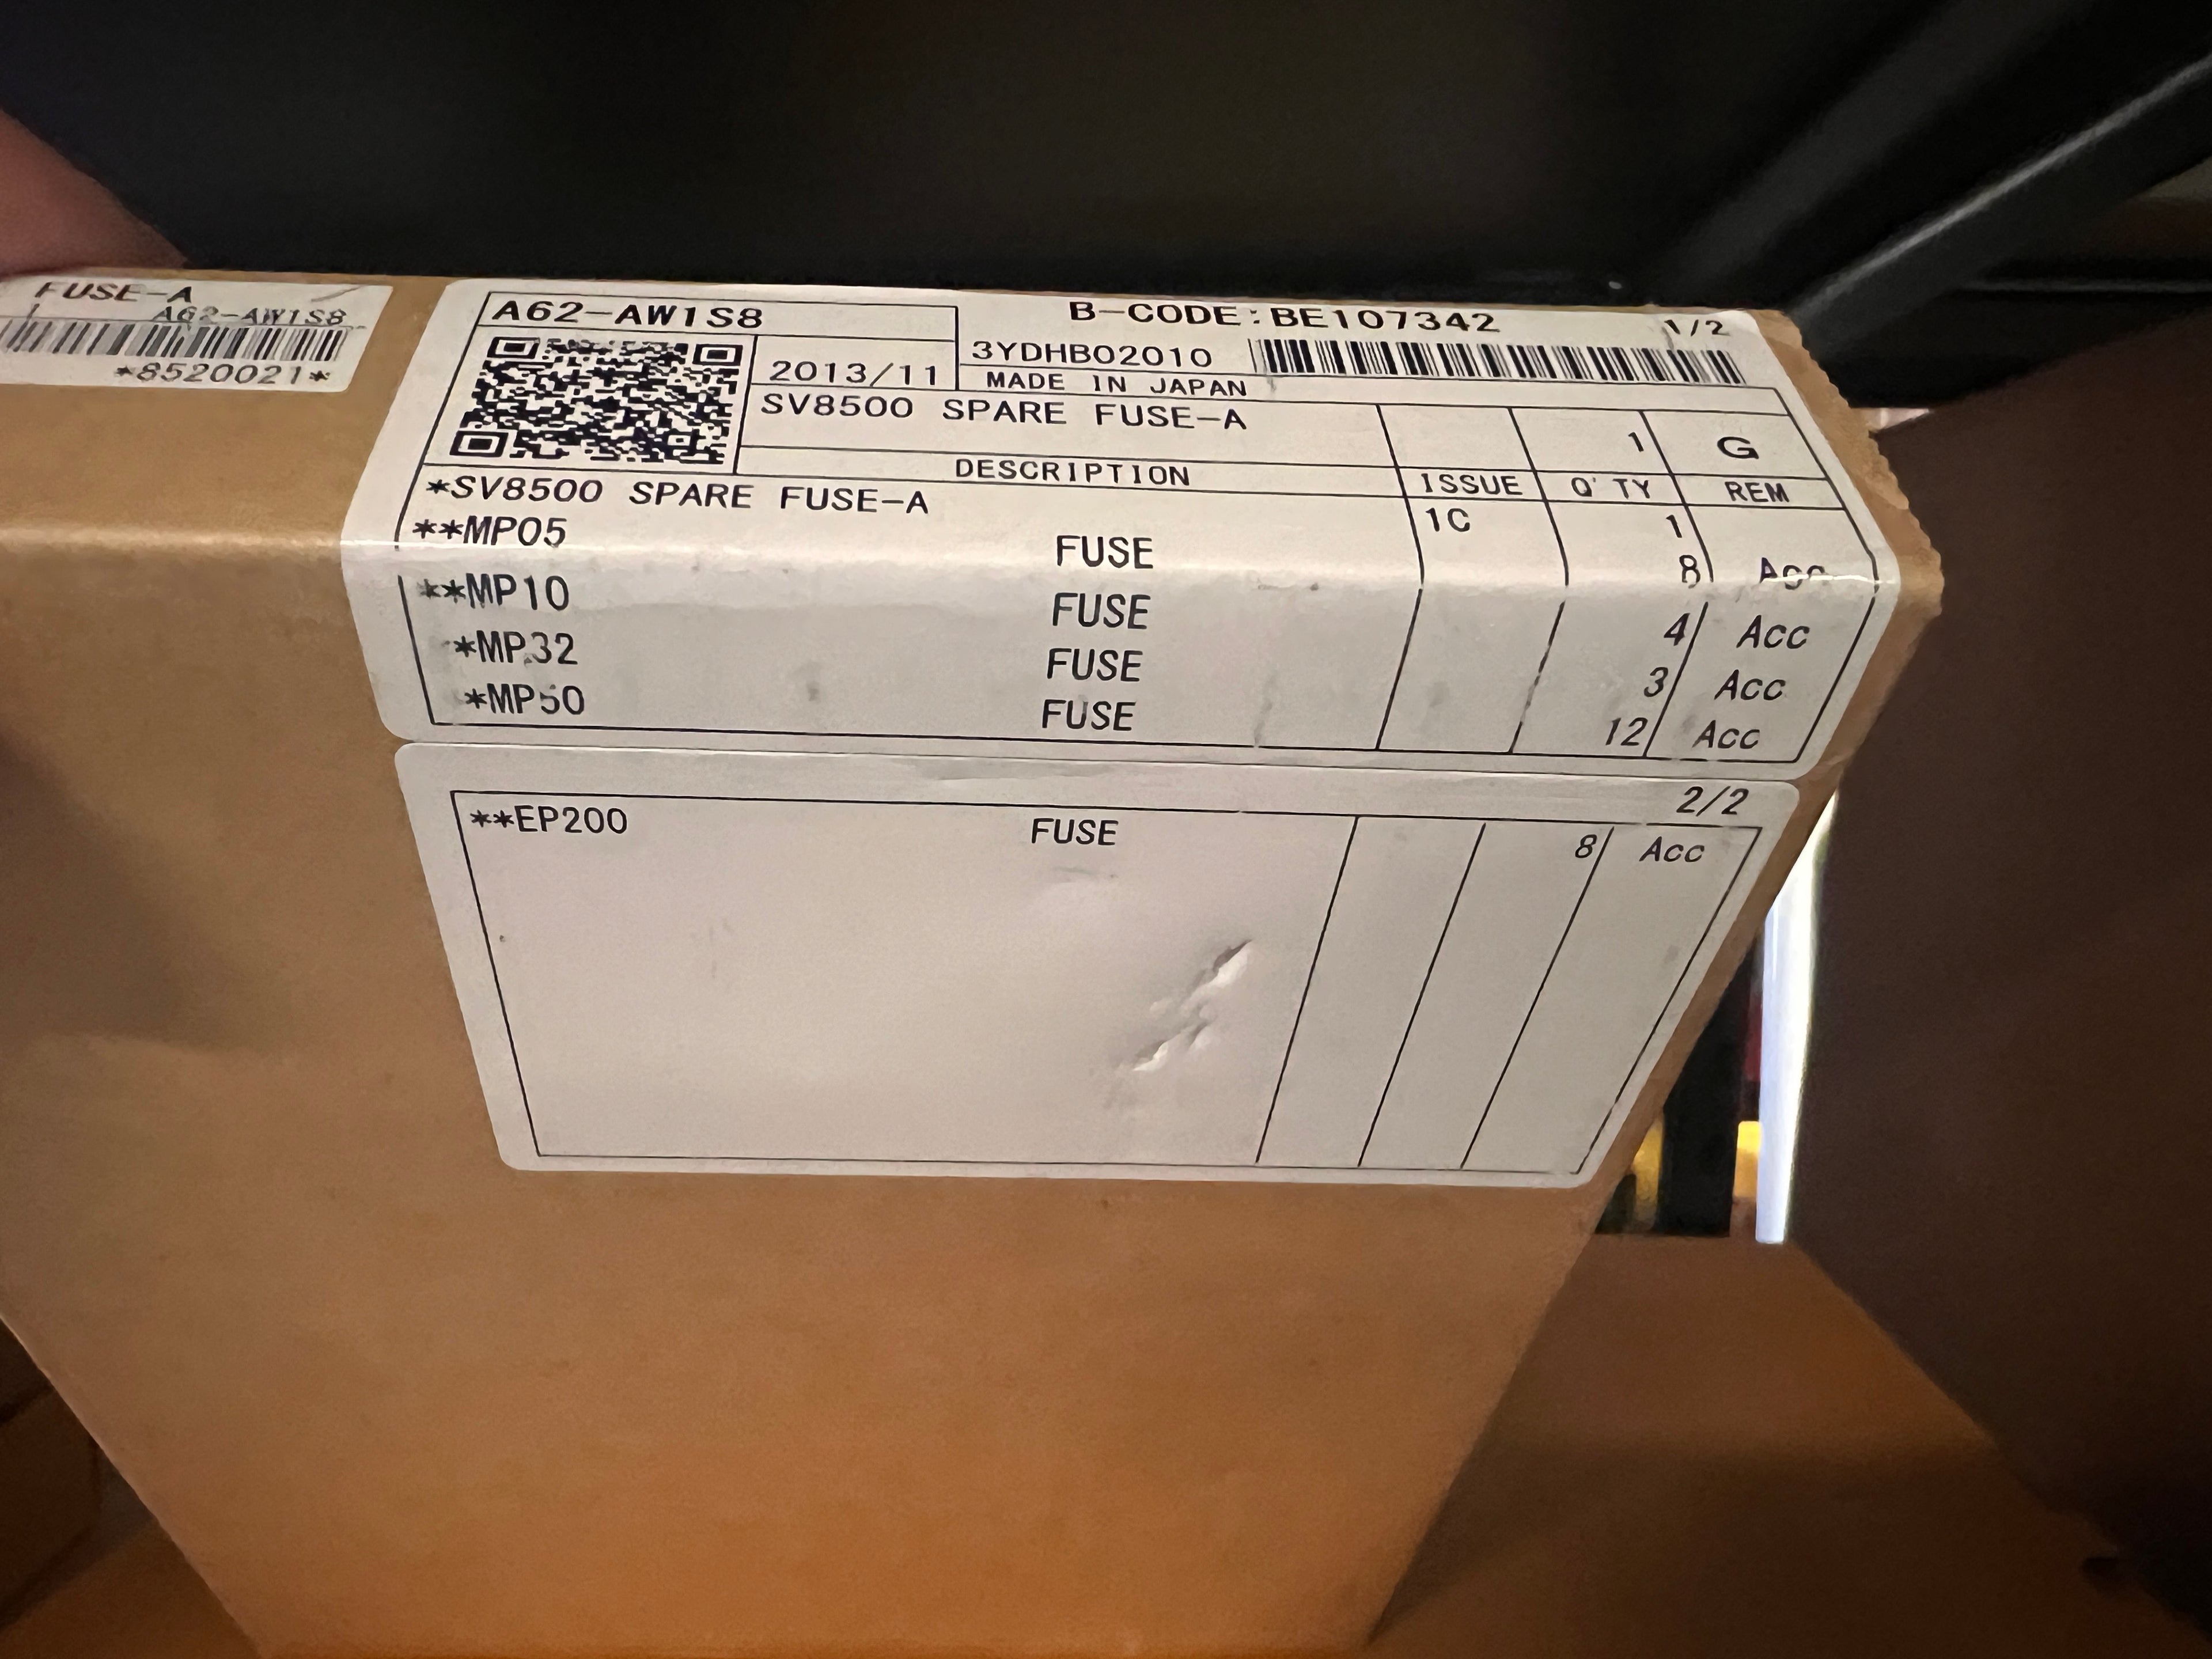 FUSE-A
A62-AW1S8
*8520021*
A62-AW1S8
B-CODE:BE107342
1/2
2013/11
3YDHB02010
MADE IN JAPAN
SV8500 SPARE FUSE-A 1 G
DESCRIPTION ISSUE Q'TY REM
*SV8500 SPARE FUSE-A 1C 1
**MP05 FUSE 8 Acc
**MP10 FUSE 4 Acc
*MP32 FUSE 3 Acc
*MP50 FUSE 12 Acc
2/2
**EP200 FUSE 8 Acc